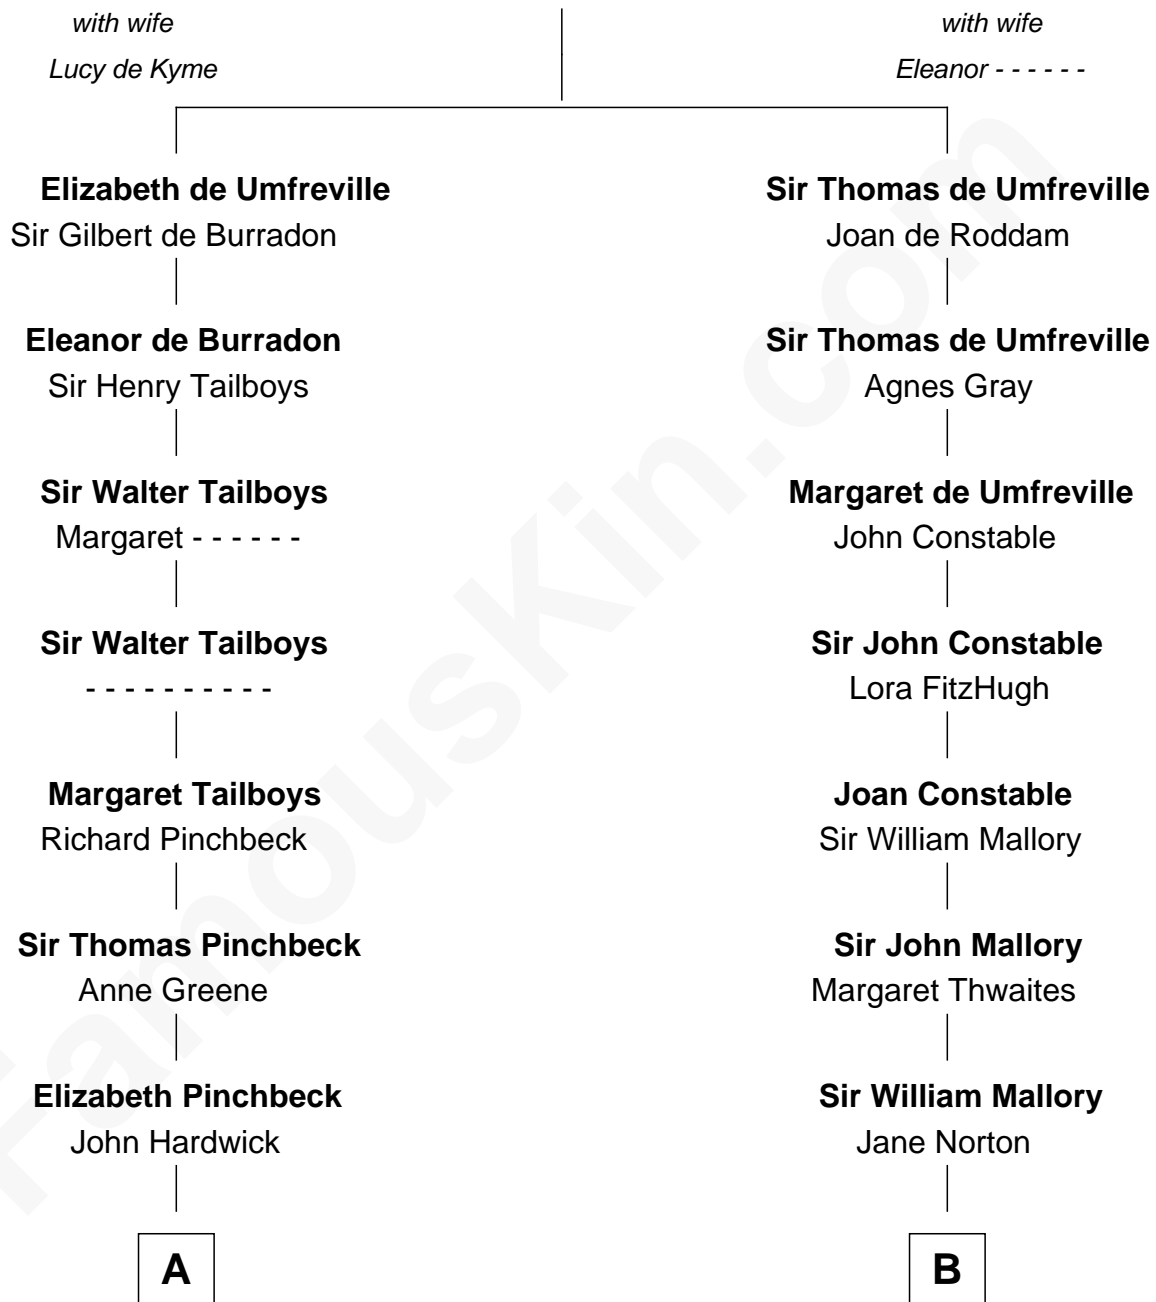 with wife
Lucy de Kyme
with wife
Eleanor - - - - - -
Elizabeth de Umfreville
Sir Gilbert de Burradon
Sir Thomas de Umfreville
Joan de Roddam
Eleanor de Burradon
Sir Henry Tailboys
Sir Thomas de Umfreville
Agnes Gray
Sir Walter Tailboys
Margaret - - - - - -
Margaret de Umfreville
John Constable
Sir Walter Tailboys
- - - - - - - - - -
Sir John Constable
Lora FitzHugh
Margaret Tailboys
Richard Pinchbeck
Joan Constable
Sir William Mallory
Sir Thomas Pinchbeck
Anne Greene
Sir John Mallory
Margaret Thwaites
Elizabeth Pinchbeck
John Hardwick
Sir William Mallory
Jane Norton
A
B
FamousKin.com